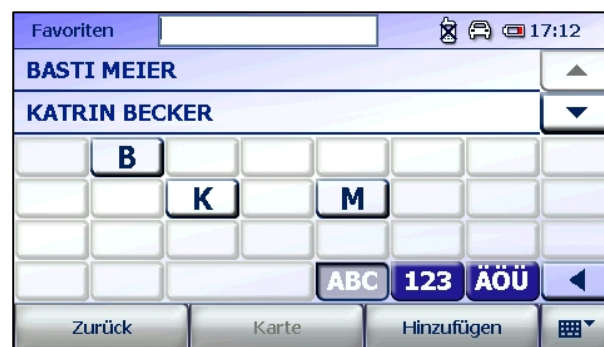 Favoriten 17:12
BASTI MEIER
KATRIN BECKER
B
K M
ABC 123 ÄÖÜ
Zurück Karte Hinzufügen